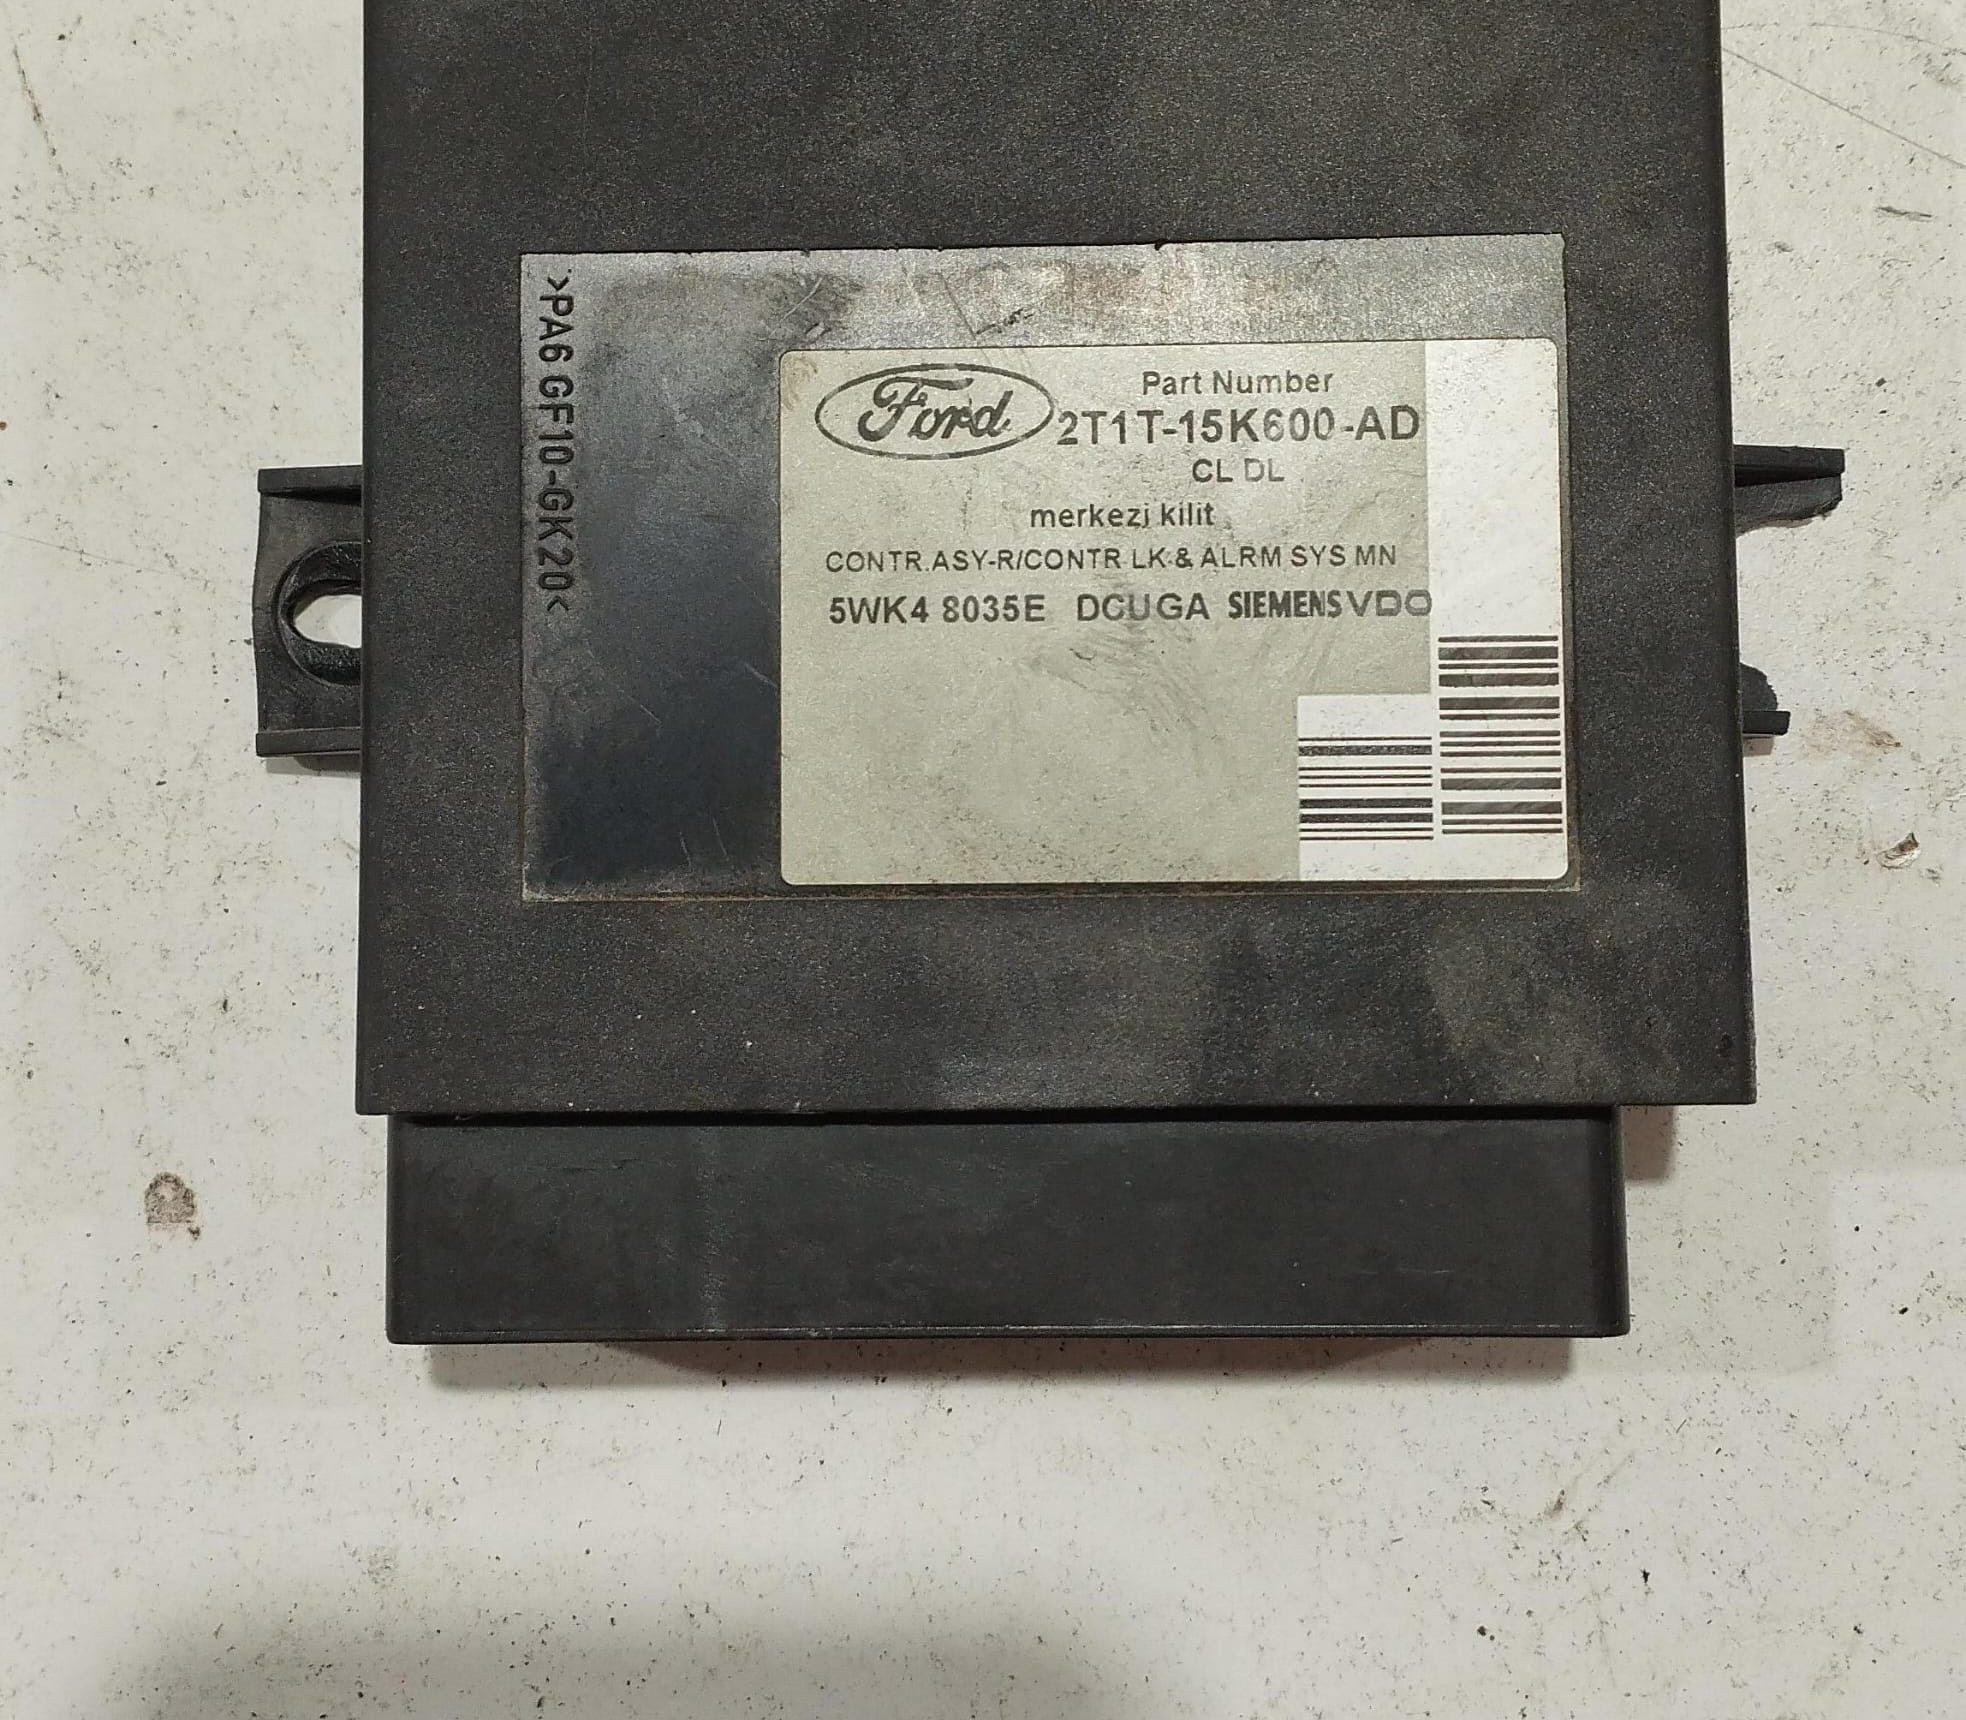 >PA6 GF10-GK20<
Ford
Part Number
2T1T-15K600-AD
CL DL
merkezi kilit
CONTR.ASY-R/CONTR LK & ALRM SYS MN
5WK4 8035E DCUGA SIEMENS VDO